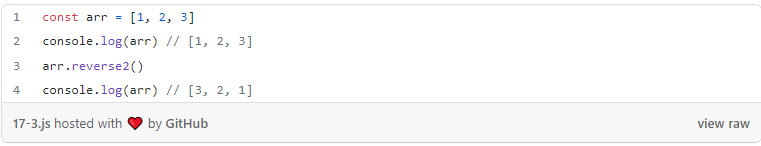 1 const arr = [1, 2, 3]
2 console.log(arr) // [1, 2, 3]
3 arr.reverse2()
4 console.log(arr) // [3, 2, 1]
17-3.js hosted with ❤ by GitHub view raw